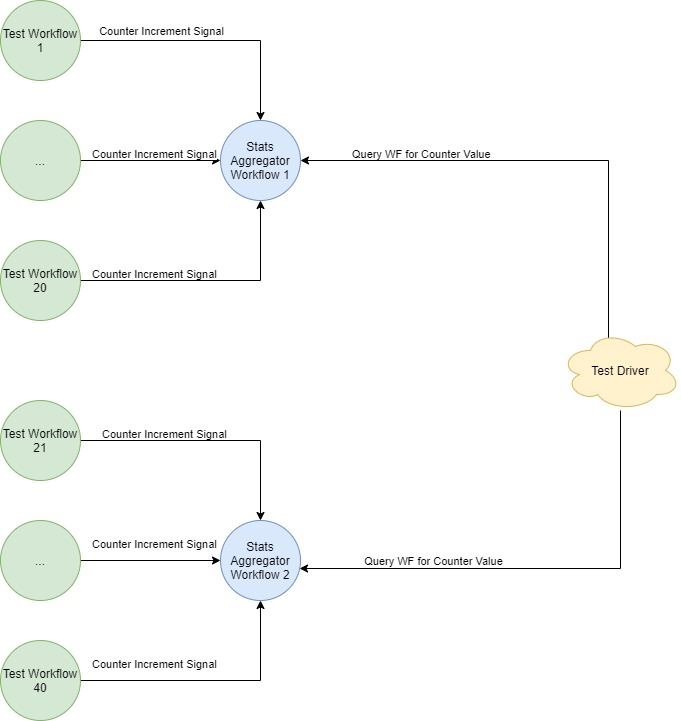 Test Workflow
1
Counter Increment Signal
...
Counter Increment Signal
Stats
Aggregator
Workflow 1
Query WF for Counter Value
Test Workflow
20
Counter Increment Signal
Test Driver
Test Workflow
21
Counter Increment Signal
...
Counter Increment Signal
Stats
Aggregator
Workflow 2
Query WF for Counter Value
Test Workflow
40
Counter Increment Signal